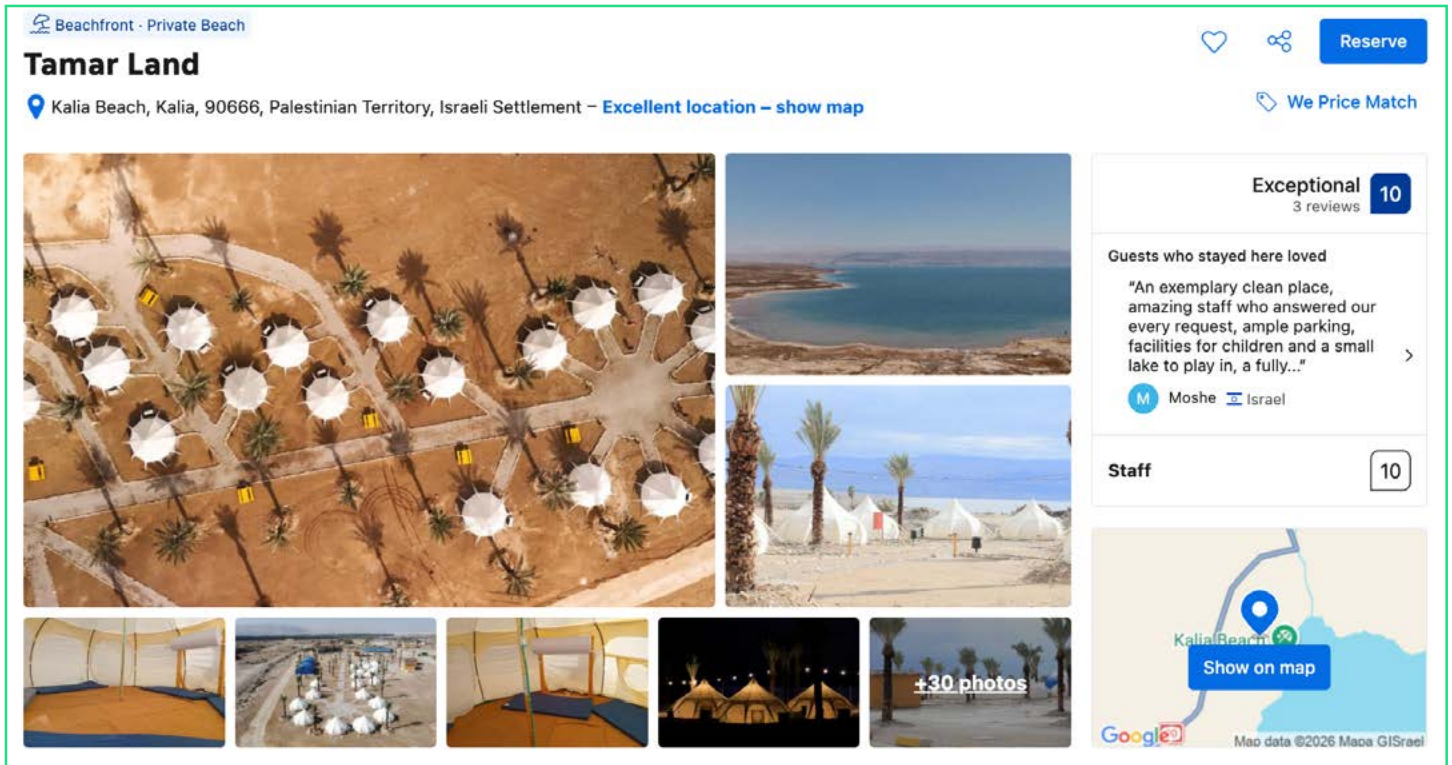 Beachfront · Private Beach
Tamar Land
Reserve
Kalia Beach, Kalia, 90666, Palestinian Territory, Israeli Settlement – Excellent location – show map
We Price Match
Exceptional
3 reviews
10
Guests who stayed here loved
“An exemplary clean place,
amazing staff who answered our
every request, ample parking,
facilities for children and a small
lake to play in, a fully...”
M
Moshe
Israel
Staff
10
+30 photos
Kalia Beach
Show on map
Google
Map data ©2026 Mapa GISrael